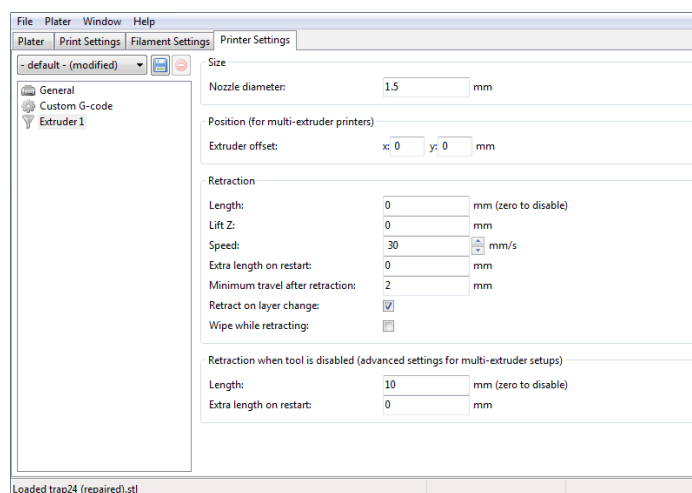 File Plater Window Help
Plater Print Settings Filament Settings Printer Settings
- default - (modified)
General
Custom G-code
Extruder 1
Size
Nozzle diameter: 1.5 mm
Position (for multi-extruder printers)
Extruder offset: x: 0 y: 0 mm
Retraction
Length: 0 mm (zero to disable)
Lift Z: 0 mm
Speed: 30 mm/s
Extra length on restart: 0 mm
Minimum travel after retraction: 2 mm
Retract on layer change:
Wipe while retracting:
Retraction when tool is disabled (advanced settings for multi-extruder setups)
Length: 10 mm (zero to disable)
Extra length on restart: 0 mm
Loaded trap24 (repaired).stl